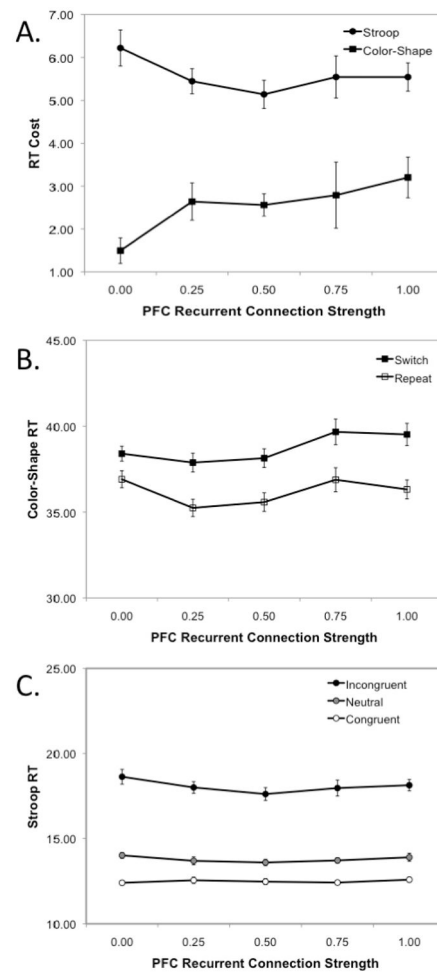 A.
7.00
6.00
5.00
4.00
3.00
2.00
1.00
RT Cost
Stroop
Color-Shape
0.00 0.25 0.50 0.75 1.00
PFC Recurrent Connection Strength
B.
45.00
40.00
35.00
30.00
Color-Shape RT
Switch
Repeat
0.00 0.25 0.50 0.75 1.00
PFC Recurrent Connection Strength
C.
25.00
20.00
15.00
10.00
Stroop RT
Incongruent
Neutral
Congruent
0.00 0.25 0.50 0.75 1.00
PFC Recurrent Connection Strength